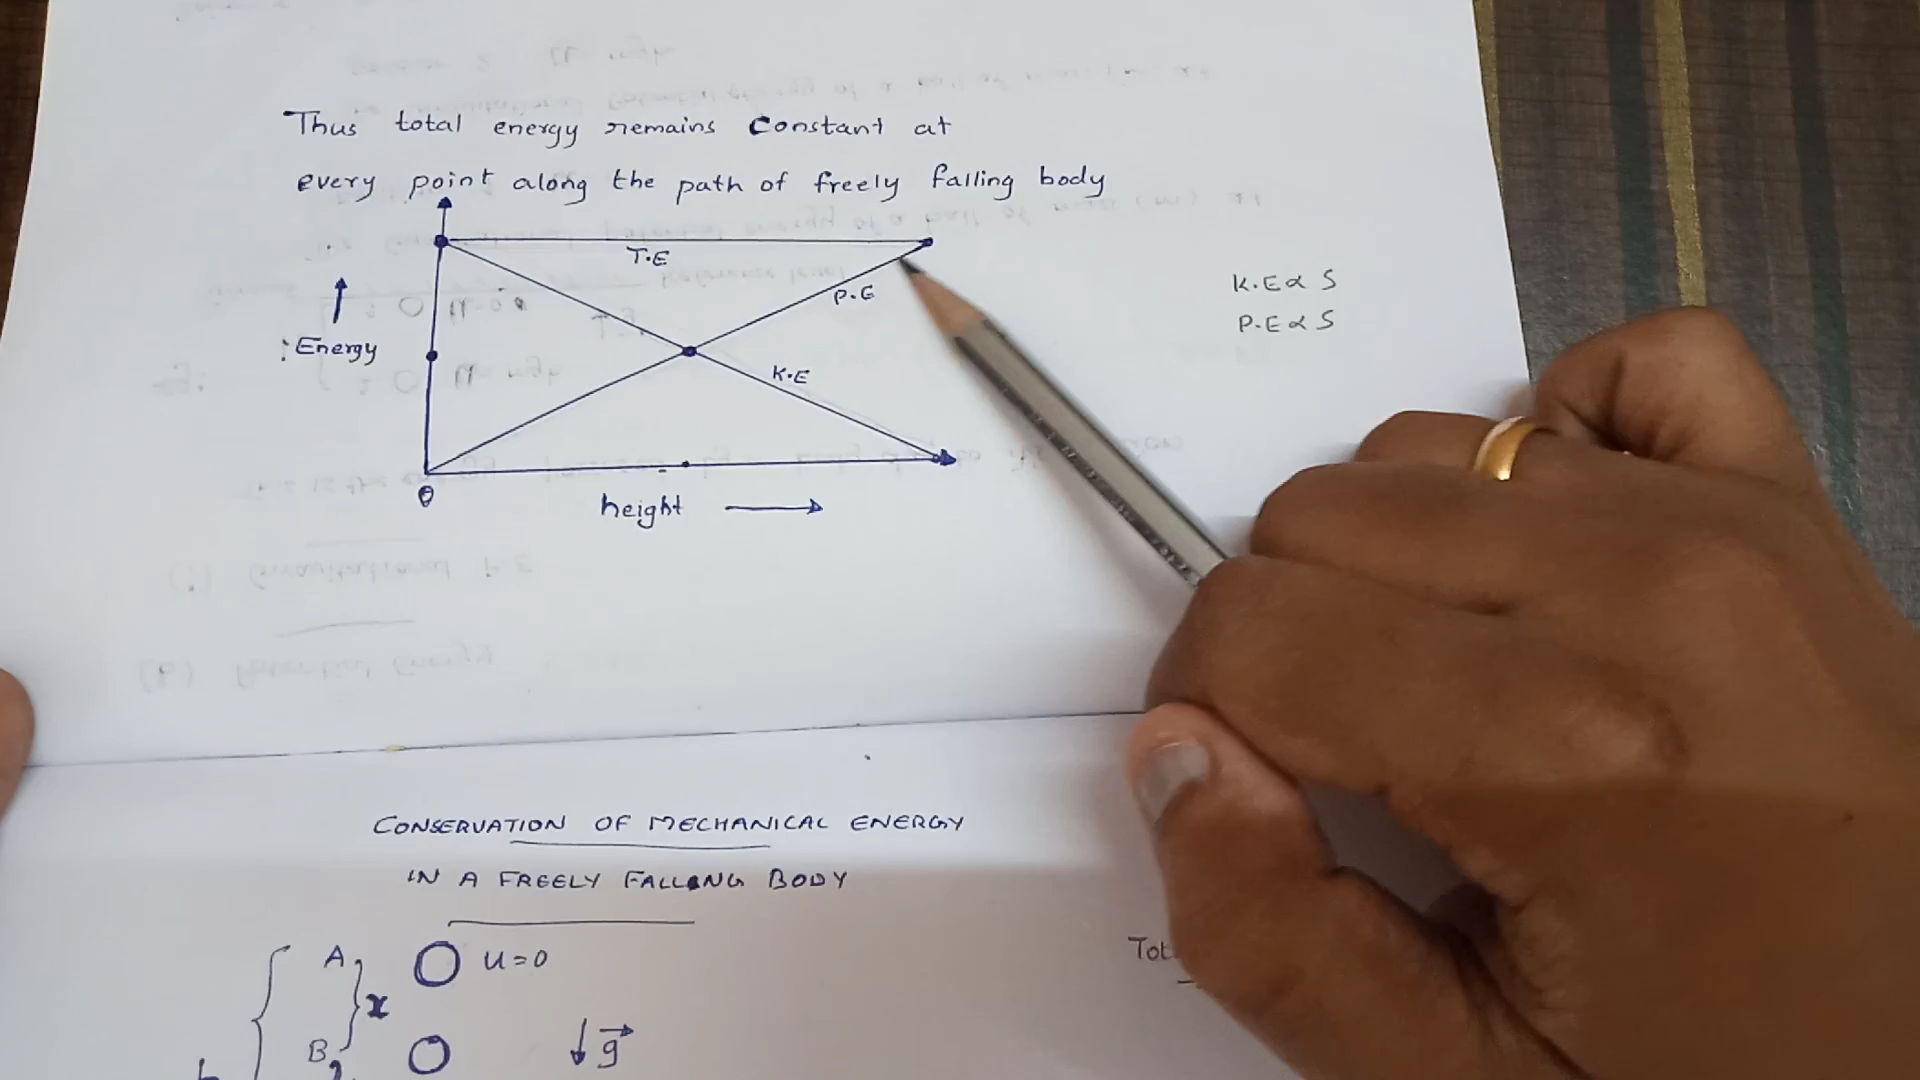 Thus total energy remains constant at
every point along the path of freely falling body
T.E
P.E
K.E ∝ S
P.E ∝ S
Energy
K.E
0
height
CONSERVATION OF MECHANICAL ENERGY
IN A FREELY FALLING BODY
A
u=0
x
B
g